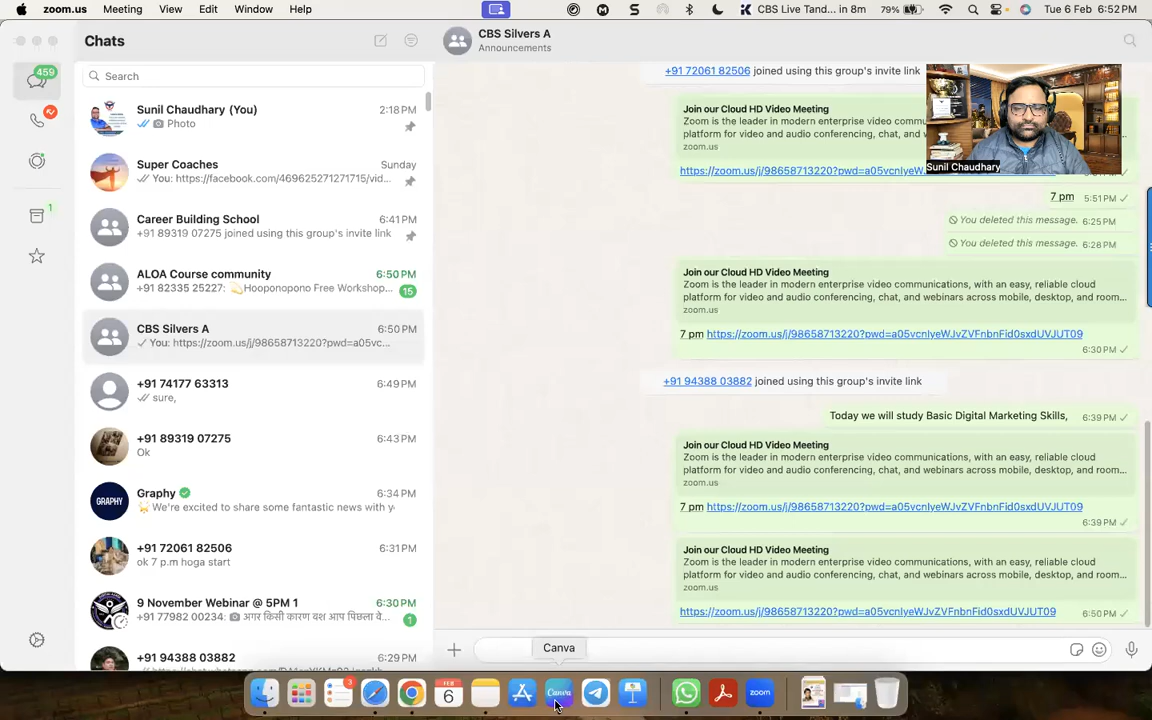 zoom.us Meeting View Edit Window Help
CBS Live Tand... in 8m 79% Tue 6 Feb 6:52 PM
Chats
459
1
Search
Sunil Chaudhary (You) 2:18 PM
Photo
Super Coaches Sunday
You: https://facebook.com/469625271271715/vid...
Career Building School 6:41 PM
+91 89319 07275 joined using this group's invite link
ALOA Course community 6:50 PM
+91 82335 25227: 💫Hooponopono Free Workshop... 15
CBS Silvers A 6:50 PM
You: https://zoom.us/j/98658713220?pwd=a05vc...
+91 74177 63313 6:49 PM
sure,
+91 89319 07275 6:43 PM
Ok
GRAPHY
Graphy 6:34 PM
🌟We're excited to share some fantastic news with y
+91 72061 82506 6:31 PM
ok 7 p.m hoga start
9 November Webinar @ 5PM 1 6:30 PM
+91 77982 00234: अगर किसी कारण वश आप पिछला वे... 1
+91 94388 03882 6:29 PM
CBS Silvers A
Announcements
+91 72061 82506 joined using this group's invite link
Join our Cloud HD Video Meeting
Zoom is the leader in modern enterprise video
platform for video and audio conferencing, chat, and
zoom.us
https://zoom.us/j/98658713220?pwd=a05vcnIyeW
Sunil Chaudhary
7 pm 5:51 PM
You deleted this message. 6:25 PM
You deleted this message. 6:28 PM
Join our Cloud HD Video Meeting
Zoom is the leader in modern enterprise video communications, with an easy, reliable cloud
platform for video and audio conferencing, chat, and webinars across mobile, desktop, and room...
zoom.us
7 pm https://zoom.us/j/98658713220?pwd=a05vcnIyeWJvZVFnbnFid0sxdUVJUT09
6:30 PM
+91 94388 03882 joined using this group's invite link
Today we will study Basic Digital Marketing Skills, 6:39 PM
Join our Cloud HD Video Meeting
Zoom is the leader in modern enterprise video communications, with an easy, reliable cloud
platform for video and audio conferencing, chat, and webinars across mobile, desktop, and room...
zoom.us
7 pm https://zoom.us/j/98658713220?pwd=a05vcnIyeWJvZVFnbnFid0sxdUVJUT09
6:39 PM
Join our Cloud HD Video Meeting
Zoom is the leader in modern enterprise video communications, with an easy, reliable cloud
platform for video and audio conferencing, chat, and webinars across mobile, desktop, and room...
zoom.us
https://zoom.us/j/98658713220?pwd=a05vcnIyeWJvZVFnbnFid0sxdUVJUT09 6:50 PM
Canva
3
FEB
6
Canva
zoom